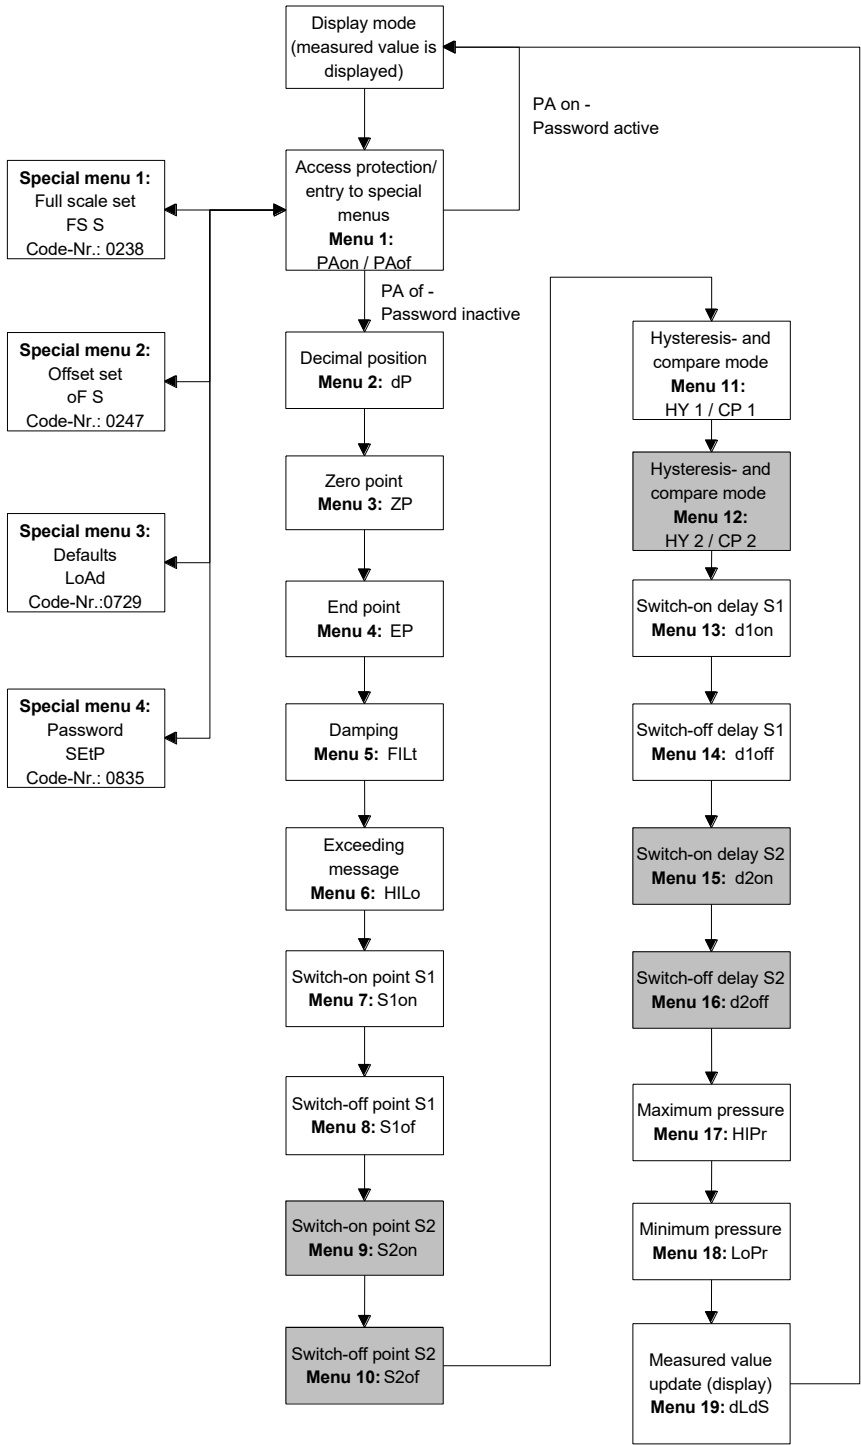 Display mode
(measured value is
displayed)
PA on -
Password active
Access protection/
entry to special
menus
Menu 1:
PAon / PAof
Special menu 1:
Full scale set
FS S
Code-Nr.: 0238
Special menu 2:
Offset set
oF S
Code-Nr.: 0247
Special menu 3:
Defaults
LoAd
Code-Nr.:0729
Special menu 4:
Password
SEtP
Code-Nr.: 0835
PA of -
Password inactive
Decimal position
Menu 2: dP
Zero point
Menu 3: ZP
End point
Menu 4: EP
Damping
Menu 5: FILt
Exceeding
message
Menu 6: HILo
Switch-on point S1
Menu 7: S1on
Switch-off point S1
Menu 8: S1of
Switch-on point S2
Menu 9: S2on
Switch-off point S2
Menu 10: S2of
Hysteresis- and
compare mode
Menu 11:
HY 1 / CP 1
Hysteresis- and
compare mode
Menu 12:
HY 2 / CP 2
Switch-on delay S1
Menu 13: d1on
Switch-off delay S1
Menu 14: d1off
Switch-on delay S2
Menu 15: d2on
Switch-off delay S2
Menu 16: d2off
Maximum pressure
Menu 17: HIPr
Minimum pressure
Menu 18: LoPr
Measured value
update (display)
Menu 19: dLdS